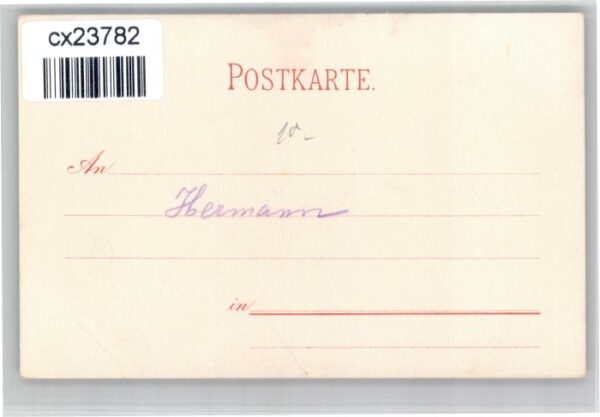 cx23782
POSTKARTE.
10.-
An
Hermann
in